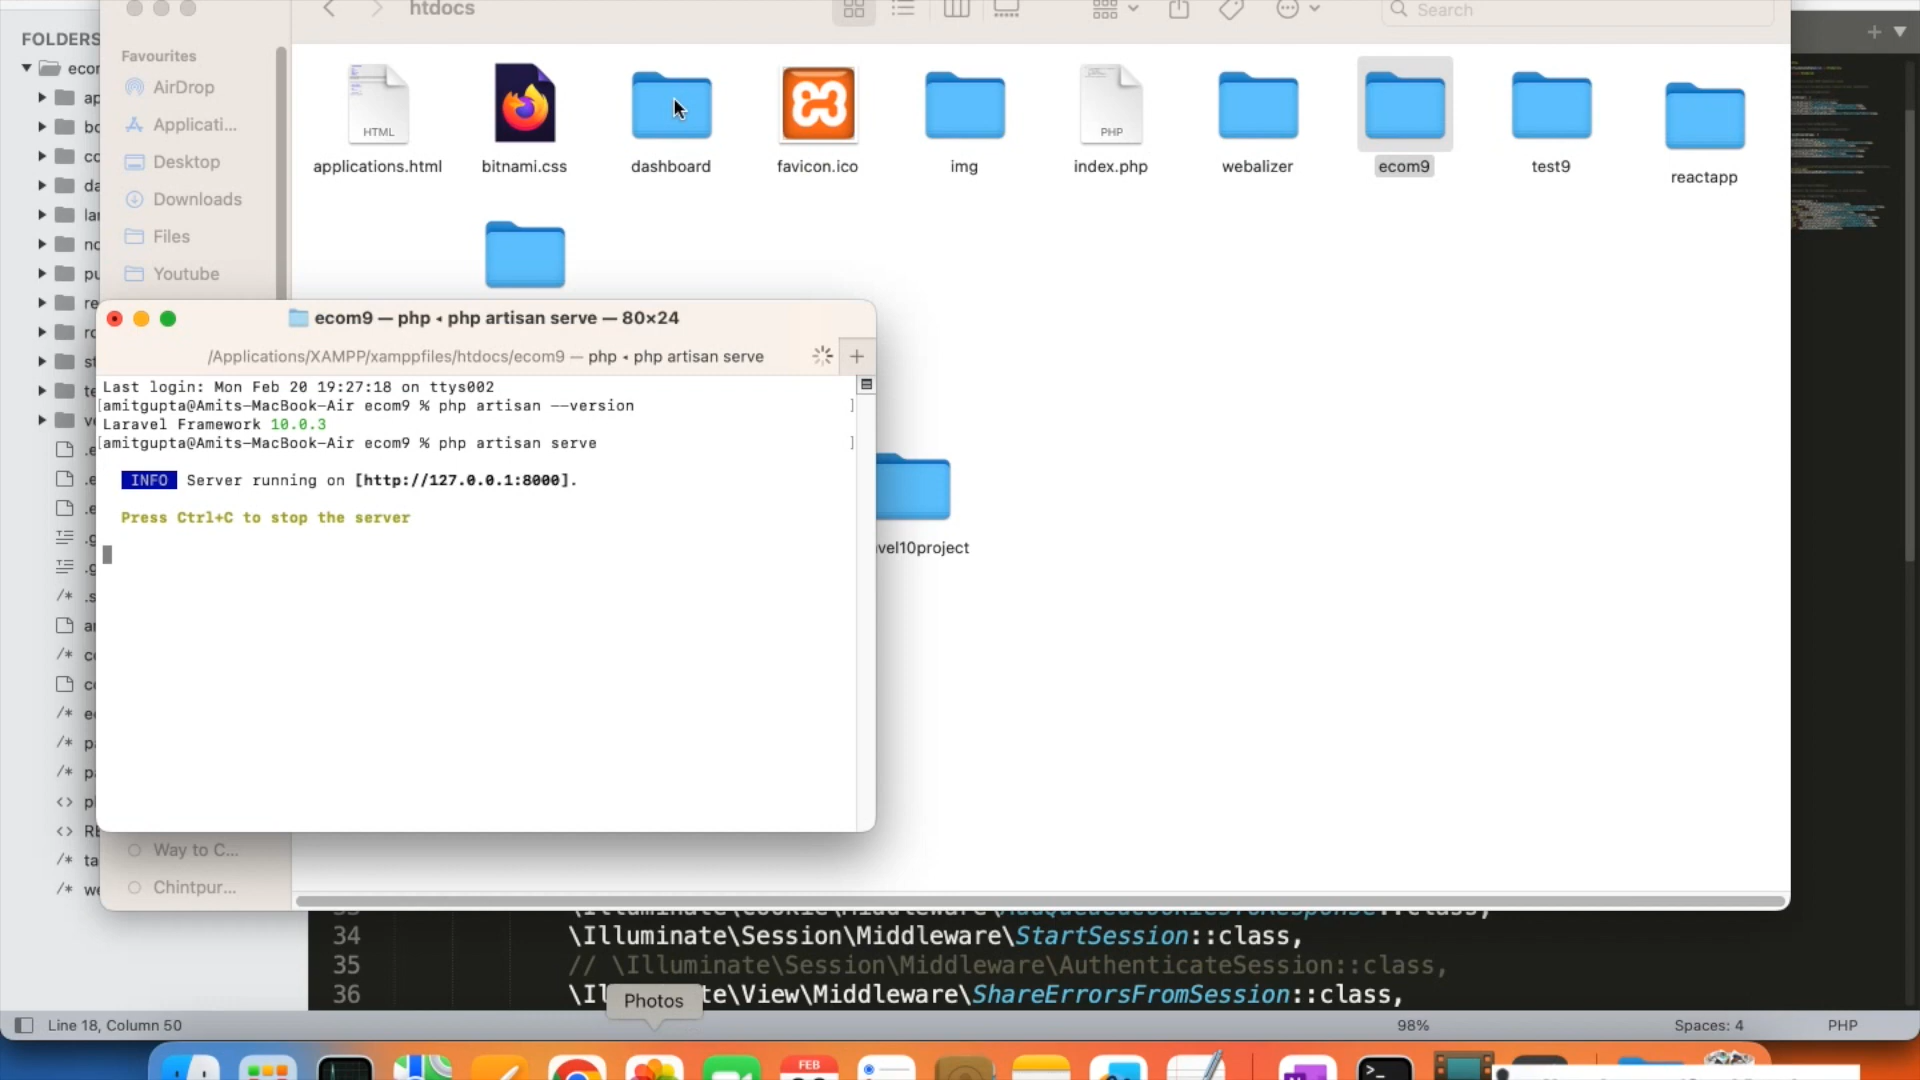 FOLDERS
htdocs
Search
Favourites
AirDrop
Applicati...
Desktop
Downloads
Files
Youtube
Way to C...
Chintpur...
HTML
applications.html
bitnami.css
dashboard
favicon.ico
img
PHP
index.php
webalizer
ecom9
test9
reactapp
ecom9 — php ◂ php artisan serve — 80×24
/Applications/XAMPP/xamppfiles/htdocs/ecom9 — php ◂ php artisan serve
Last login: Mon Feb 20 19:27:18 on ttys002
[amitgupta@Amits-MacBook-Air ecom9 % php artisan --version ]
Laravel Framework 10.0.3
[amitgupta@Amits-MacBook-Air ecom9 % php artisan serve ]
INFO Server running on [http://127.0.0.1:8000].
Press Ctrl+C to stop the server
vel10project
34 \Illuminate\Session\Middleware\StartSession::class,
35 // \Illuminate\Session\Middleware\AuthenticateSession::class,
36 \Il te\View\Middleware\ShareErrorsFromSession::class,
Photos
Line 18, Column 50
98%
Spaces: 4
PHP
FEB